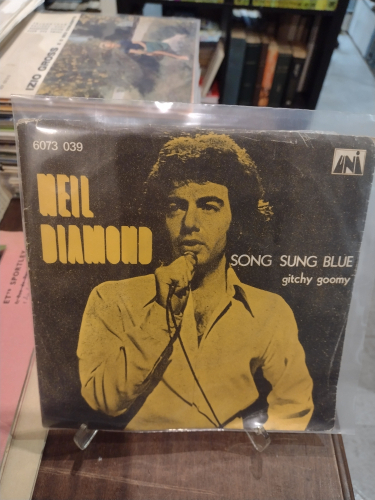 6073 039
NEIL
DIAMOND
UNI
SONG SUNG BLUE
gitchy goomy